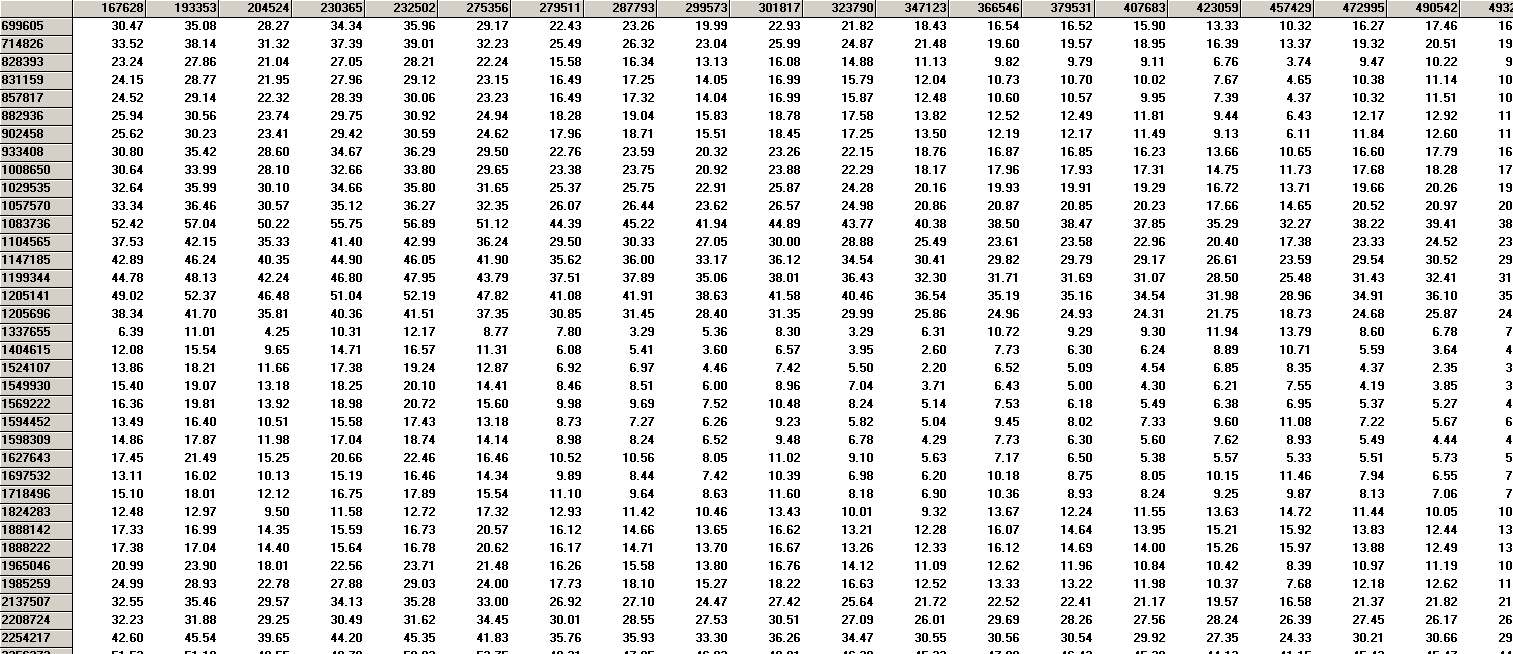 167628 193353 204524 230365 232502 275356 279511 287793 299573 301817 323790 347123 366546 379531 407683 423059 457429 472995 490542 4932
699605 30.47 35.08 28.27 34.34 35.96 29.17 22.43 23.26 19.99 22.93 21.82 18.43 16.54 16.52 15.90 13.33 10.32 16.27 17.46 16
714826 33.52 38.14 31.32 37.39 39.01 32.23 25.49 26.32 23.04 25.99 24.87 21.48 19.60 19.57 18.95 16.39 13.37 19.32 20.51 19
828393 23.24 27.86 21.04 27.05 28.21 22.24 15.58 16.34 13.13 16.08 14.88 11.13 9.82 9.79 9.11 6.76 3.74 9.47 10.22 9
831159 24.15 28.77 21.95 27.96 29.12 23.15 16.49 17.25 14.05 16.99 15.79 12.04 10.73 10.70 10.02 7.67 4.65 10.38 11.14 10
857817 24.52 29.14 22.32 28.39 30.06 23.23 16.49 17.32 14.04 16.99 15.87 12.48 10.60 10.57 9.95 7.39 4.37 10.32 11.51 10
882936 25.94 30.56 23.74 29.75 30.92 24.94 18.28 19.04 15.83 18.78 17.58 13.82 12.52 12.49 11.81 9.44 6.43 12.17 12.92 11
902458 25.62 30.23 23.41 29.42 30.59 24.62 17.96 18.71 15.51 18.45 17.25 13.50 12.19 12.17 11.49 9.13 6.11 11.84 12.60 11
933408 30.80 35.42 28.60 34.67 36.29 29.50 22.76 23.59 20.32 23.26 22.15 18.76 16.87 16.85 16.23 13.66 10.65 16.60 17.79 16
1008650 30.64 33.99 28.10 32.66 33.80 29.65 23.38 23.75 20.92 23.88 22.29 18.17 17.96 17.93 17.31 14.75 11.73 17.68 18.28 17
1029535 32.64 35.99 30.10 34.66 35.80 31.65 25.37 25.75 22.91 25.87 24.28 20.16 19.93 19.91 19.29 16.72 13.71 19.66 20.26 19
1057570 33.34 36.46 30.57 35.12 36.27 32.35 26.07 26.44 23.62 26.57 24.98 20.86 20.87 20.85 20.23 17.66 14.65 20.52 20.97 20
1083736 52.42 57.04 50.22 55.75 56.89 51.12 44.39 45.22 41.94 44.89 43.77 40.38 38.50 38.47 37.85 35.29 32.27 38.22 39.41 38
1104565 37.53 42.15 35.33 41.40 42.99 36.24 29.50 30.33 27.05 30.00 28.88 25.49 23.61 23.58 22.96 20.40 17.38 23.33 24.52 23
1147185 42.89 46.24 40.35 44.90 46.05 41.90 35.62 36.00 33.17 36.12 34.54 30.41 29.82 29.79 29.17 26.61 23.59 29.54 30.52 29
1199344 44.78 48.13 42.24 46.80 47.95 43.79 37.51 37.89 35.06 38.01 36.43 32.30 31.71 31.69 31.07 28.50 25.48 31.43 32.41 31
1205141 49.02 52.37 46.48 51.04 52.19 47.82 41.08 41.91 38.63 41.58 40.46 36.54 35.19 35.16 34.54 31.98 28.96 34.91 36.10 35
1205696 38.34 41.70 35.81 40.36 41.51 37.35 30.85 31.45 28.40 31.35 29.99 25.86 24.96 24.93 24.31 21.75 18.73 24.68 25.87 24
1337655 6.39 11.01 4.25 10.31 12.17 8.77 7.80 3.29 5.36 8.30 3.29 6.31 10.72 9.29 9.30 11.94 13.79 8.60 6.78 7
1404615 12.08 15.54 9.65 14.71 16.57 11.31 6.08 5.41 3.60 6.57 3.95 2.60 7.73 6.30 6.24 8.89 10.71 5.59 3.64 4
1524107 13.86 18.21 11.66 17.38 19.24 12.87 6.92 6.97 4.46 7.42 5.50 2.20 6.52 5.09 4.54 6.85 8.35 4.37 2.35 3
1549930 15.40 19.07 13.18 18.25 20.10 14.41 8.46 8.51 6.00 8.96 7.04 3.71 6.43 5.00 4.30 6.21 7.55 4.19 3.85 3
1569222 16.36 19.81 13.92 18.98 20.72 15.60 9.98 9.69 7.52 10.48 8.24 5.14 7.53 6.18 5.49 6.38 6.95 5.37 5.27 4
1594452 13.49 16.40 10.51 15.58 17.43 13.18 8.73 7.27 6.26 9.23 5.82 5.04 9.45 8.02 7.33 9.60 11.08 7.22 5.67 6
1598309 14.86 17.87 11.98 17.04 18.74 14.14 8.98 8.24 6.52 9.48 6.78 4.29 7.73 6.30 5.60 7.62 8.93 5.49 4.44 4
1627643 17.45 21.49 15.25 20.66 22.46 16.46 10.52 10.56 8.05 11.02 9.10 5.63 7.17 6.50 5.38 5.57 5.33 5.51 5.73 5
1697532 13.11 16.02 10.13 15.19 16.46 14.34 9.89 8.44 7.42 10.39 6.98 6.20 10.18 8.75 8.05 10.15 11.46 7.94 6.55 7
1718496 15.10 18.01 12.12 16.75 17.89 15.54 11.10 9.64 8.63 11.60 8.18 6.90 10.36 8.93 8.24 9.25 9.87 8.13 7.06 7
1824283 12.48 12.97 9.50 11.58 12.72 17.32 12.93 11.42 10.46 13.43 10.01 9.32 13.67 12.24 11.55 13.63 14.72 11.44 10.05 10
1888142 17.33 16.99 14.35 15.59 16.73 20.57 16.12 14.66 13.65 16.62 13.21 12.28 16.07 14.64 13.95 15.21 15.92 13.83 12.44 13
1888222 17.38 17.04 14.40 15.64 16.78 20.62 16.17 14.71 13.70 16.67 13.26 12.33 16.12 14.69 14.00 15.26 15.97 13.88 12.49 13
1965046 20.99 23.90 18.01 22.56 23.71 21.48 16.26 15.58 13.80 16.76 14.12 11.09 12.62 11.96 10.84 10.42 8.39 10.97 11.19 10
1985259 24.99 28.93 22.78 27.88 29.03 24.00 17.73 18.10 15.27 18.22 16.63 12.52 13.33 13.22 11.98 10.37 7.68 12.18 12.62 11
2137507 32.55 35.46 29.57 34.13 35.28 33.00 26.92 27.10 24.47 27.42 25.64 21.72 22.52 22.41 21.17 19.57 16.58 21.37 21.82 21
2208724 32.23 31.88 29.25 30.49 31.62 34.45 30.01 28.55 27.53 30.51 27.09 26.01 29.69 28.26 27.56 28.24 26.39 27.45 26.17 26
2254217 42.60 45.54 39.65 44.20 45.35 41.83 35.76 35.93 33.30 36.26 34.47 30.55 30.56 30.54 29.92 27.35 24.33 30.21 30.66 29